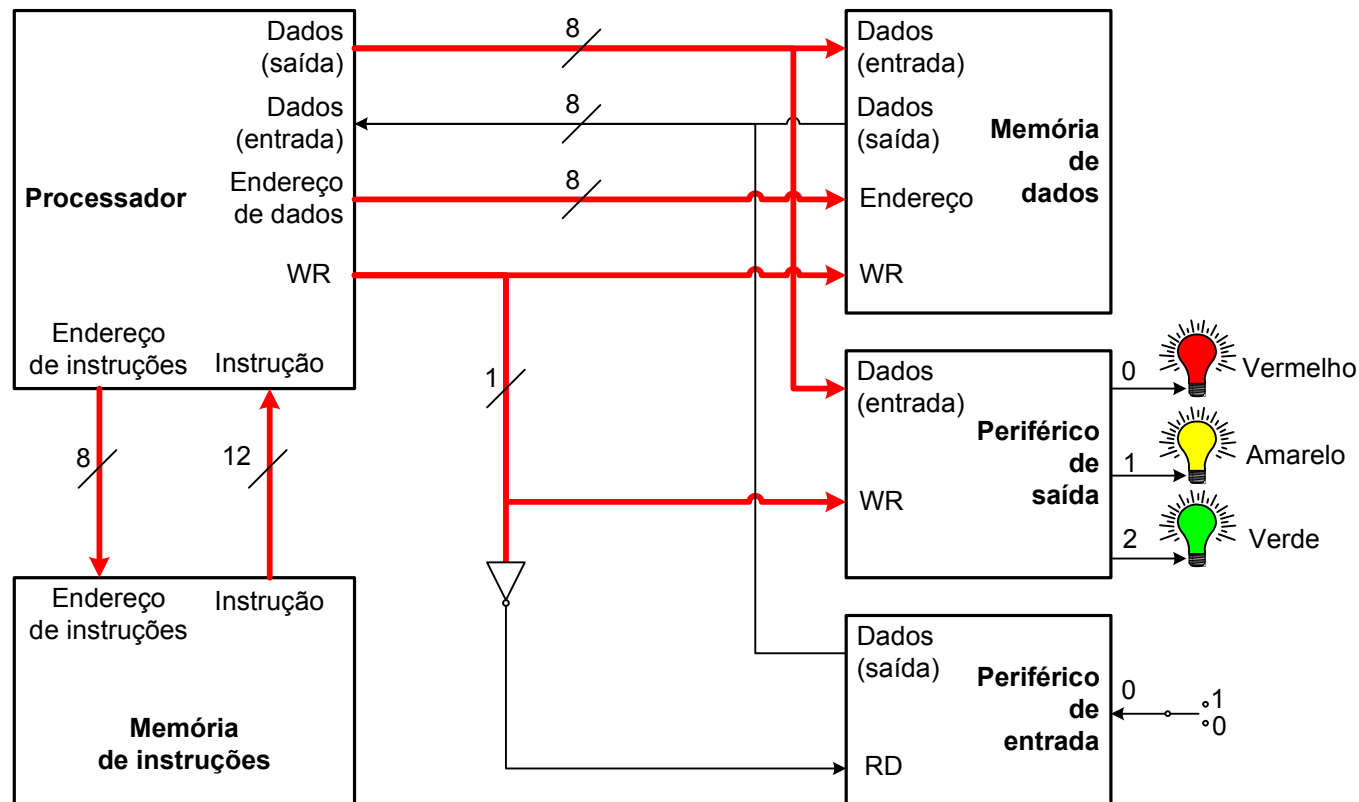 Dados
(saída)
8
Dados
(entrada)
8
Endereço
de dados
8
Processador
WR
Endereço
de instruções
Instrução
Dados
(entrada)
Dados
(saída)
Memória
de
dados
Endereço
WR
1
8
12
Dados
(entrada)
Periférico
de
saída
WR
0
Vermelho
1
Amarelo
2
Verde
Endereço
de instruções
Instrução
Memória
de instruções
Dados
(saída)
Periférico
de
entrada
RD
0
1
0